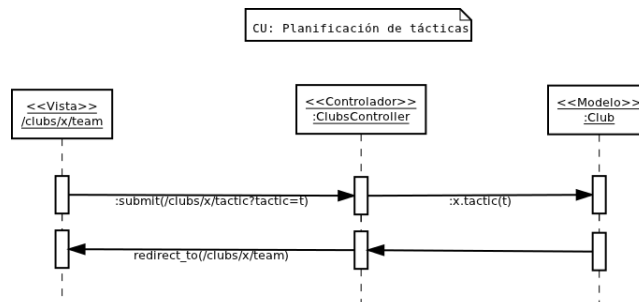 CU: Planificación de tácticas
<<Vista>>
/clubs/x/team
<<Controlador>>
:ClubsController
<<Modelo>>
:Club
:submit(/clubs/x/tactic?tactic=t)
:x.tactic(t)
redirect_to(/clubs/x/team)